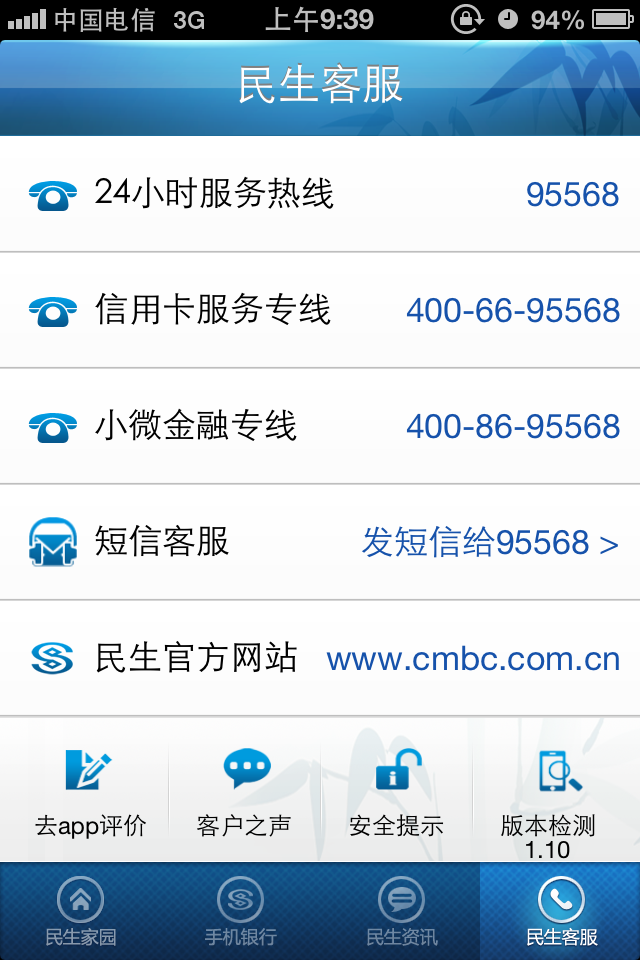 中国电信 3G 上午9:39 94%
民生客服
24小时服务热线 95568
信用卡服务专线 400-66-95568
小微金融专线 400-86-95568
短信客服 发短信给95568 >
民生官方网站 www.cmbc.com.cn
去app评价 客户之声 安全提示 版本检测
1.10
民生家园 手机银行 民生资讯 民生客服